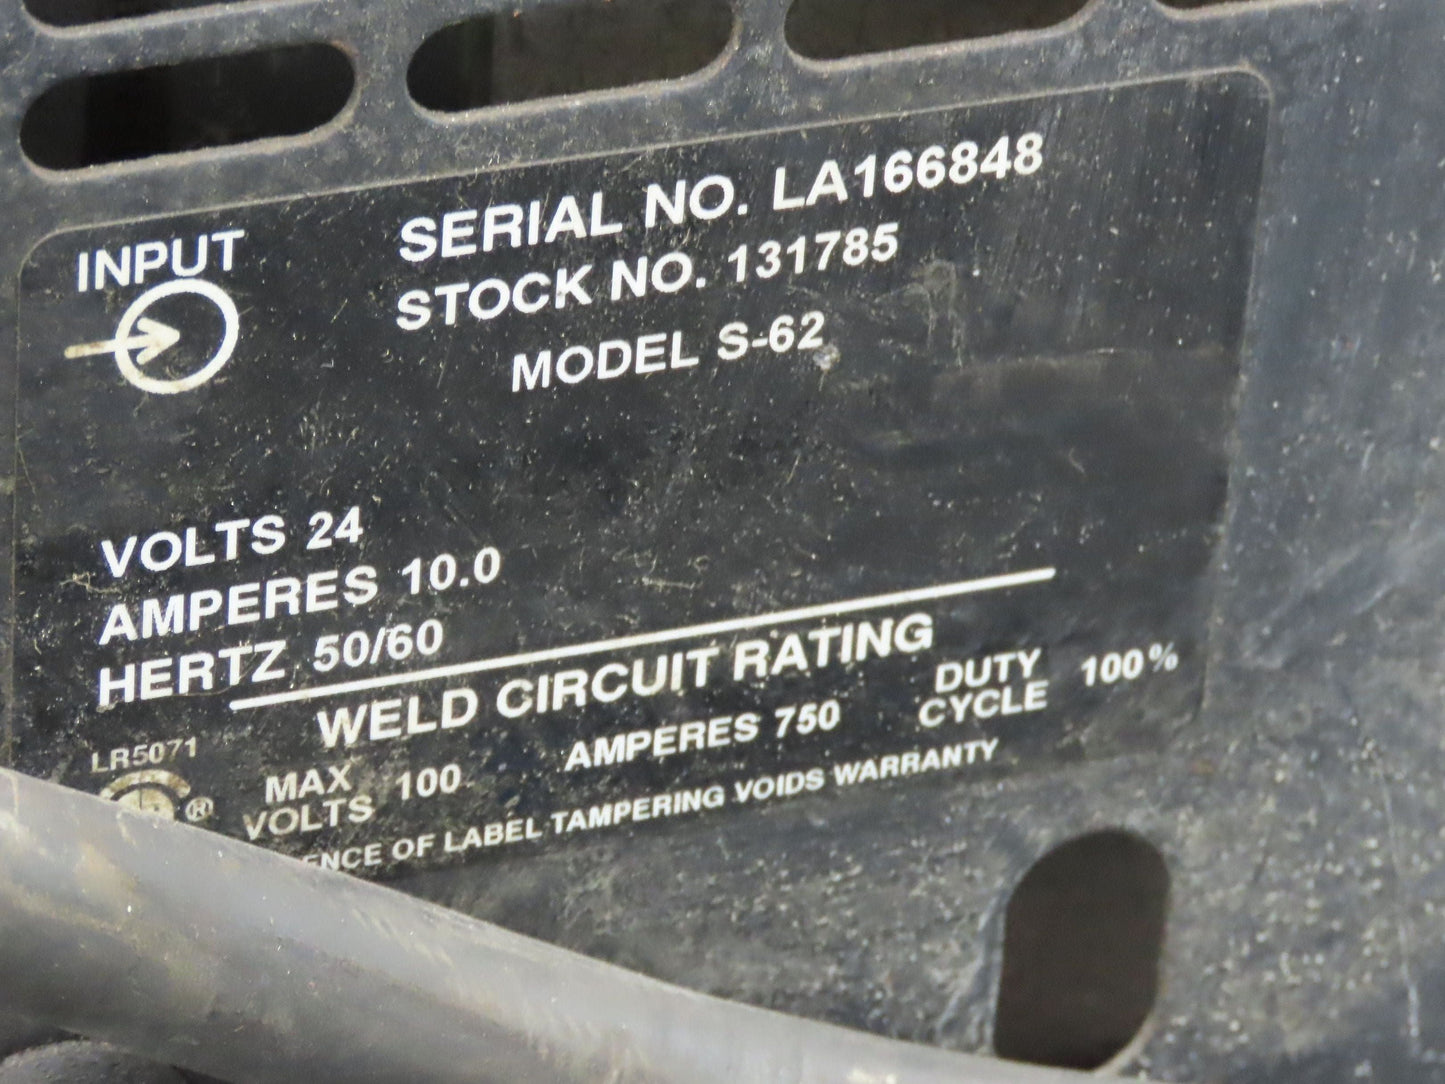 INPUT
SERIAL NO. LA166848
STOCK NO. 131785
MODEL S-62
VOLTS 24
AMPERES 10.0
HERTZ 50/60
WELD CIRCUIT RATING
LR5071
®
MAX VOLTS 100 AMPERES 750 DUTY CYCLE 100%
OF LABEL TAMPERING VOIDS WARRANTY